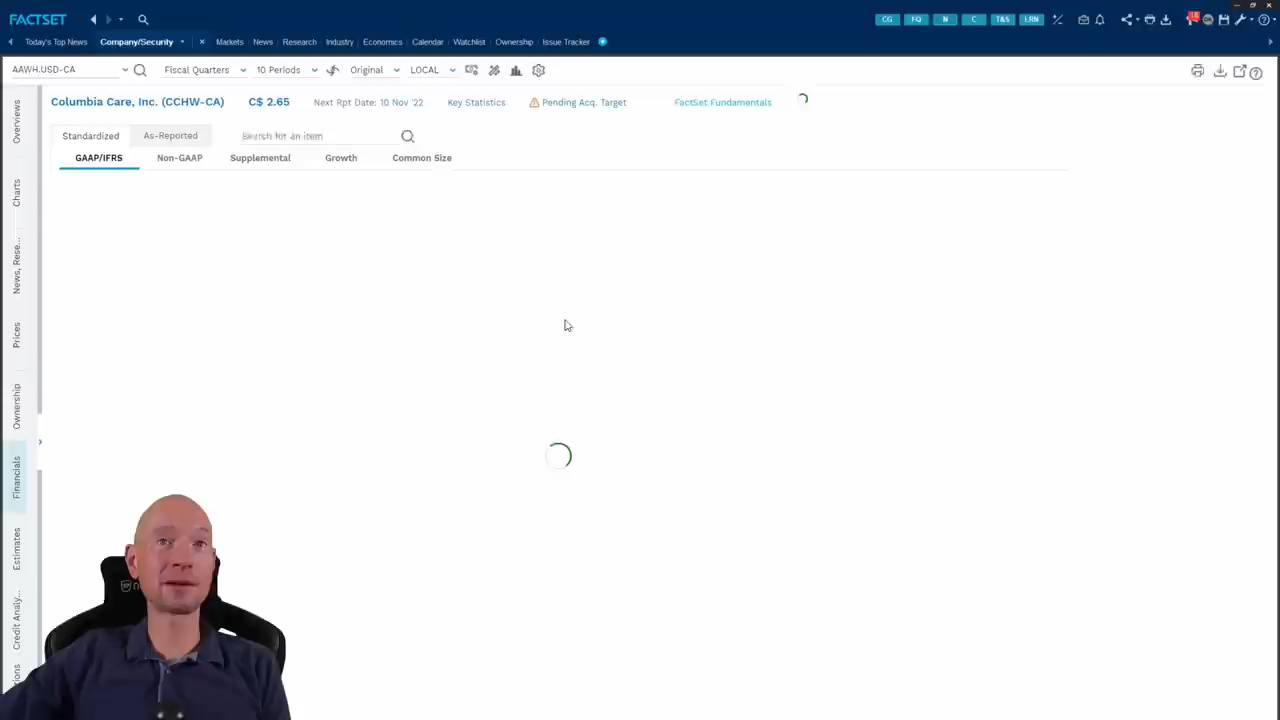 FACTSET
CG FQ N C T&S LRN
Today's Top News Company/Security Markets News Research Industry Economics Calendar Watchlist Ownership Issue Tracker
AAWH.USD-CA Fiscal Quarters 10 Periods Original LOCAL
Columbia Care, Inc. (CCHW-CA) C$ 2.65 Next Rpt Date: 10 Nov '22 Key Statistics Pending Acq. Target FactSet Fundamentals
Standardized As-Reported Search for an item
GAAP/IFRS Non-GAAP Supplemental Growth Common Size
Overviews
Charts
News, Rese...
Prices
Ownership
Financials
Estimates
Credit Analy...